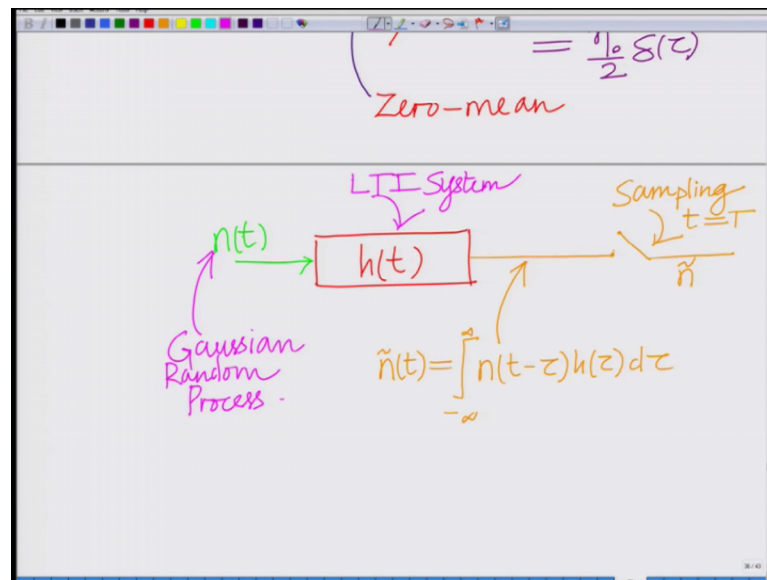 = η₀/2 δ(τ)
Zero-mean
LTI System
Sampling
t=T
n(t)
h(t)
ñ
Gaussian
Random
Process.
ñ(t) = ∫_{-∞}^{∞} n(t-τ)h(τ)dτ